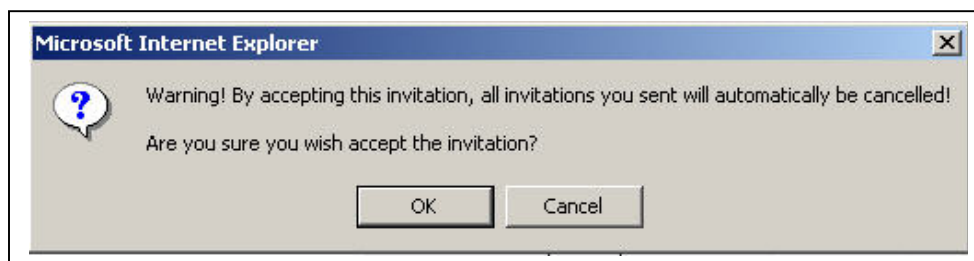 Microsoft Internet Explorer
Warning! By accepting this invitation, all invitations you sent will automatically be cancelled!
Are you sure you wish accept the invitation?
OK Cancel